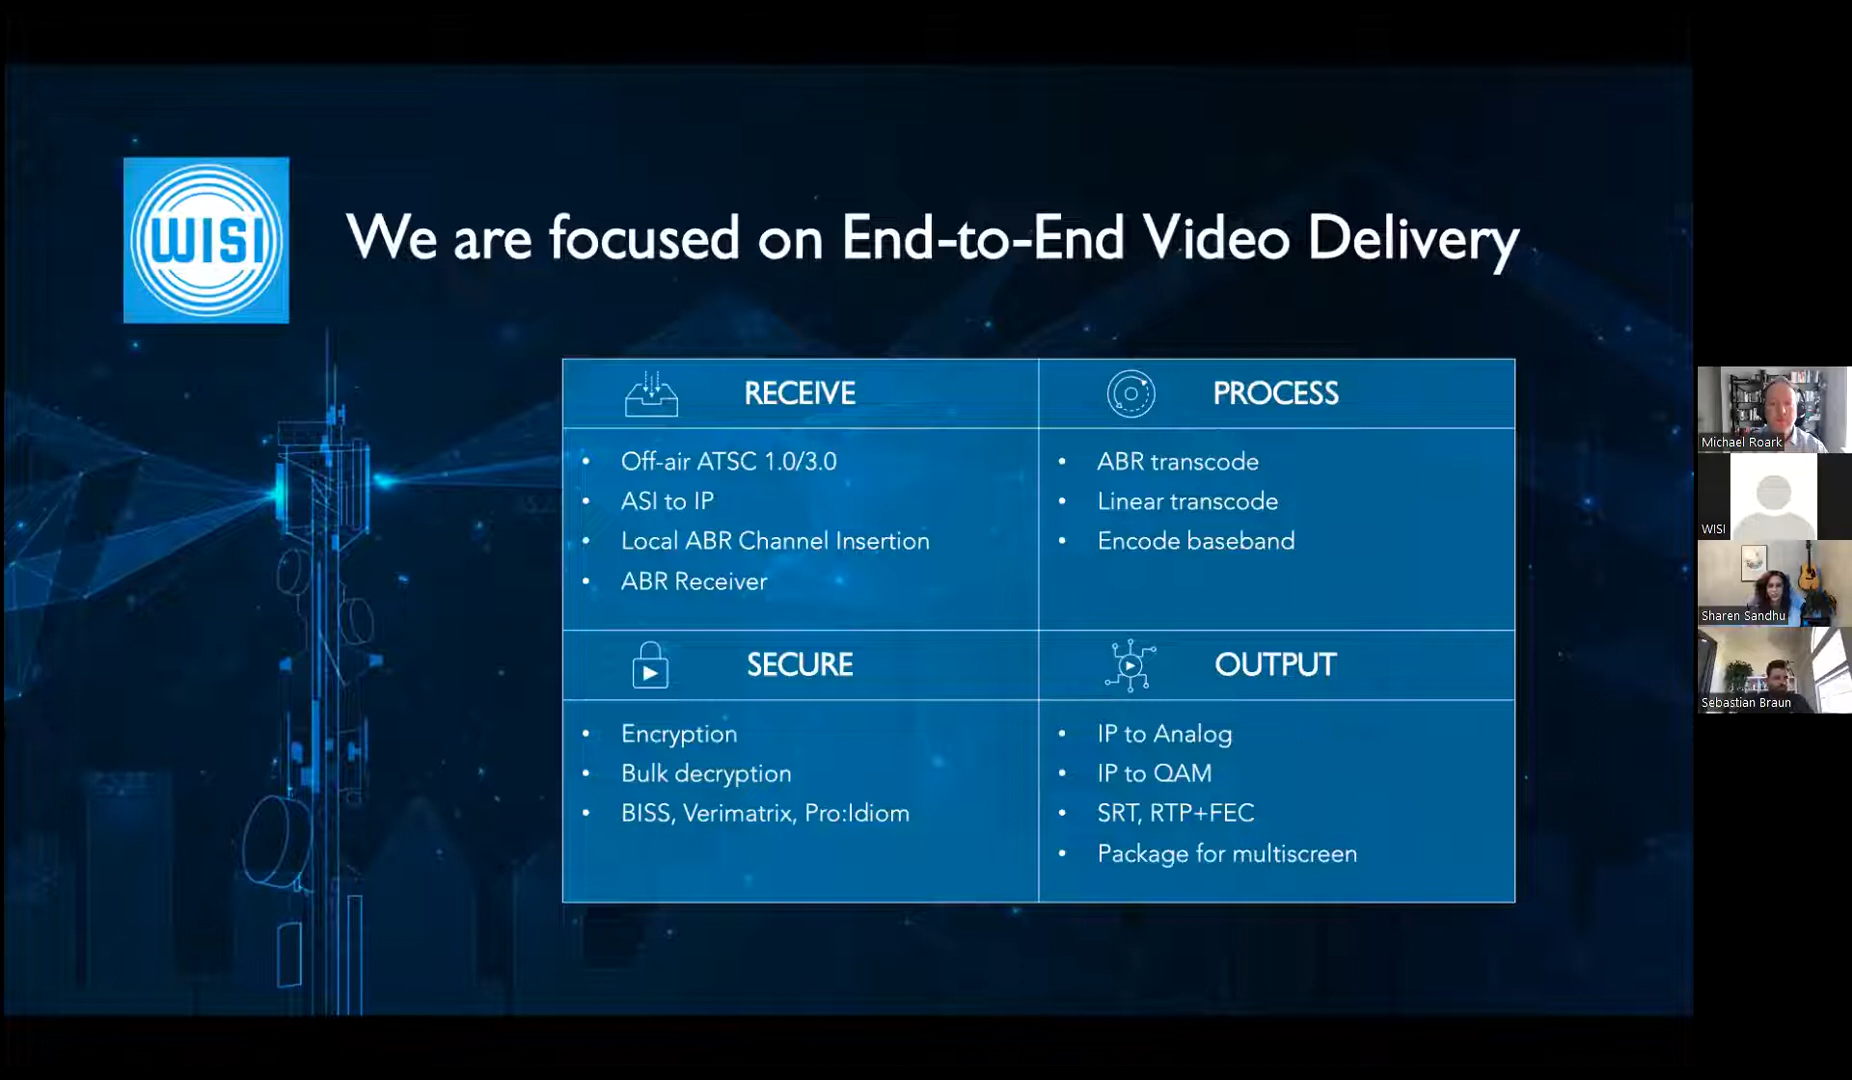 WISI
We are focused on End-to-End Video Delivery
RECEIVE
• Off-air ATSC 1.0/3.0
• ASI to IP
• Local ABR Channel Insertion
• ABR Receiver
PROCESS
• ABR transcode
• Linear transcode
• Encode baseband
SECURE
• Encryption
• Bulk decryption
• BISS, Verimatrix, Pro:Idiom
OUTPUT
• IP to Analog
• IP to QAM
• SRT, RTP+FEC
• Package for multiscreen
Michael Roark
WISI
Sharen Sandhu
Sebastian Braun